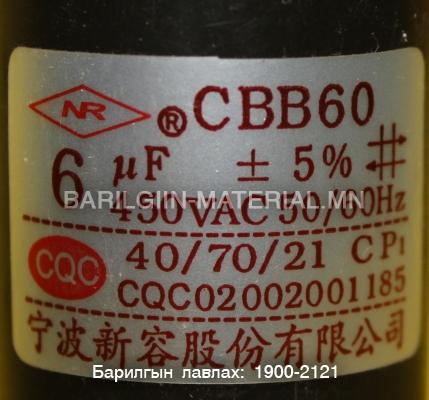 NR ® CBB60
6 µF ± 5%
BARILGIIN-MATERIAL.MN
450VAC 50/60Hz
CQC 40/70/21 CP1
CQC02002001185
宁波新容股份有限公司
Барилгын лавлах: 1900-2121